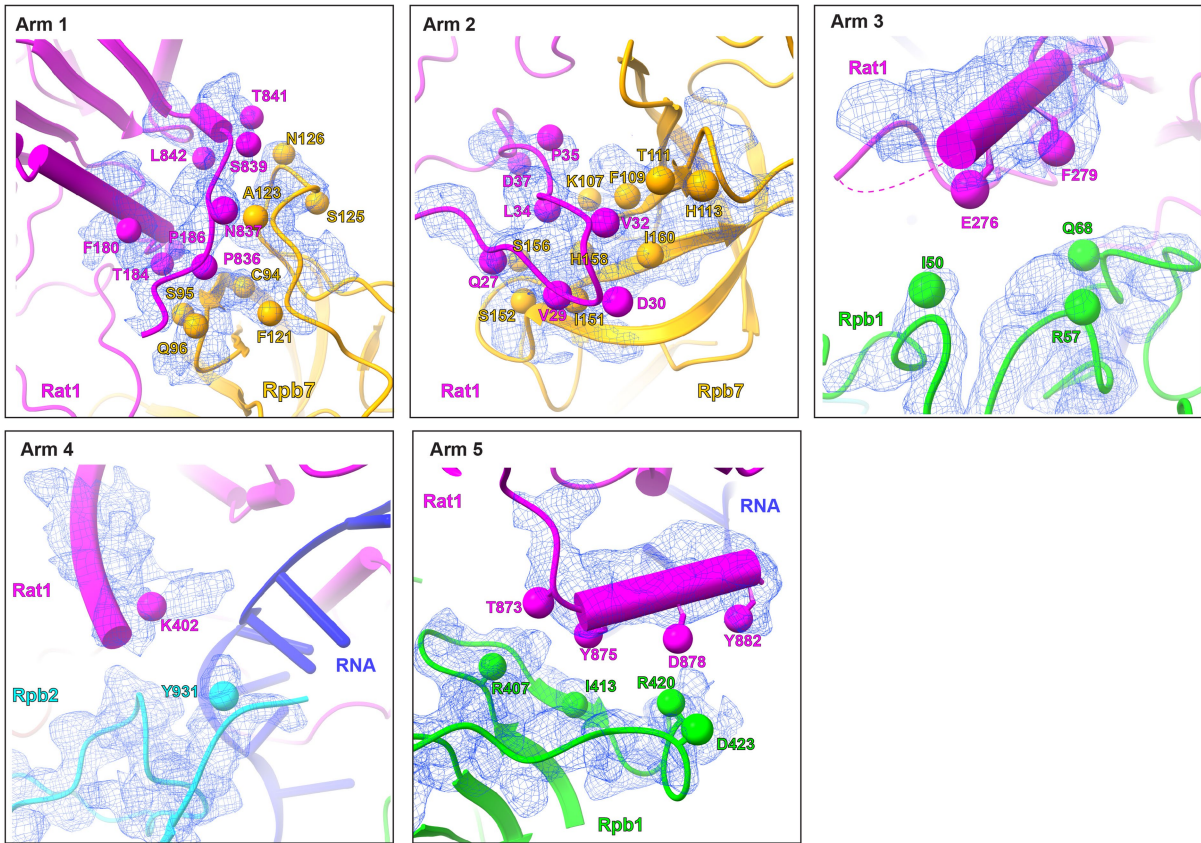 Arm 1
T841
N126
L842
S839
A123
S125
F180
P186
N837
T184
P836
C94
S95
F121
Q96
Rat1
Rpb7
Arm 2
P35
T111
D37
K107
F109
H113
L34
V32
S156
I160
H158
Q27
V29
D30
S152
I151
Rat1
Rpb7
Arm 3
Rat1
F279
E276
Q68
I50
Rpb1
R57
Arm 4
Rat1
K402
RNA
Rpb2
Y931
Arm 5
Rat1
RNA
T873
Y882
Y875
D878
R407
I413
R420
D423
Rpb1